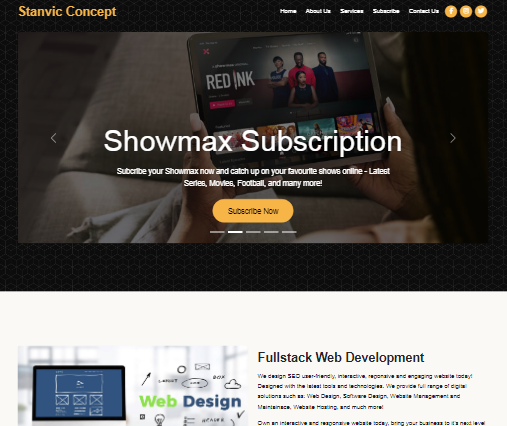 Stanvic Concept
Home About Us Services Subscribe Contact Us
RED INK
Showmax Subscription
Subcribe your Showmax now and catch up on your favourite shows online - Latest
Series, Movies, Football, and many more!
Subscribe Now
Fullstack Web Development
We design SEO user-friendly, interactive, reponsive and engaging website today!
Designed with the latest tools and technologies. We provide full range of digital
solutions such as: Web Design, Software Design, Website Management and
Maintainace, Website Hosting, and much more!
Own an interactive and responsive website today, bring your business to it's next level
LAYOUT
BOX
Web Design
HEADER